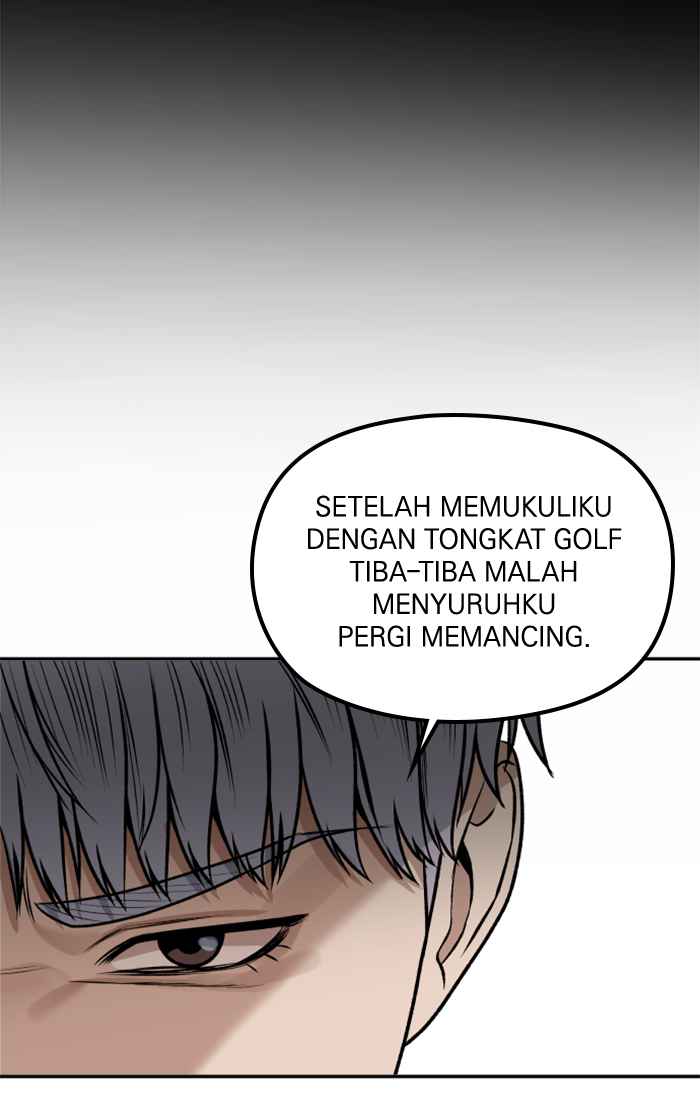 SETELAH MEMUKULIKU
DENGAN TONGKAT GOLF
TIBA-TIBA MALAH
MENYURUHKU
PERGI MEMANCING.